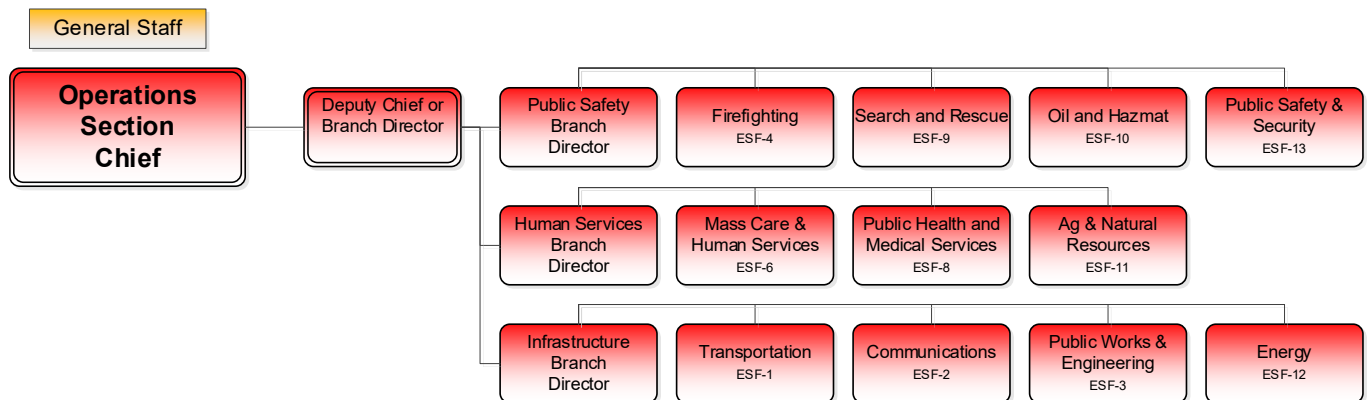 General Staff
Operations
Section
Chief
Deputy Chief or
Branch Director
Public Safety
Branch
Director
Firefighting
ESF-4
Search and Rescue
ESF-9
Oil and Hazmat
ESF-10
Public Safety &
Security
ESF-13
Human Services
Branch
Director
Mass Care &
Human Services
ESF-6
Public Health and
Medical Services
ESF-8
Ag & Natural
Resources
ESF-11
Infrastructure
Branch
Director
Transportation
ESF-1
Communications
ESF-2
Public Works &
Engineering
ESF-3
Energy
ESF-12